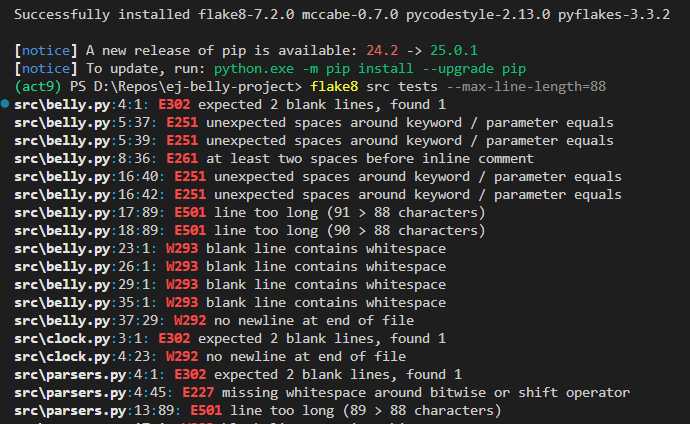 Successfully installed flake8-7.2.0 mccabe-0.7.0 pycodestyle-2.13.0 pyflakes-3.3.2
[notice] A new release of pip is available: 24.2 -> 25.0.1
[notice] To update, run: python.exe -m pip install --upgrade pip
(act9) PS D:\Repos\ej-belly-project> flake8 src tests --max-line-length=88
src\belly.py:4:1: E302 expected 2 blank lines, found 1
src\belly.py:5:37: E251 unexpected spaces around keyword / parameter equals
src\belly.py:5:39: E251 unexpected spaces around keyword / parameter equals
src\belly.py:8:36: E261 at least two spaces before inline comment
src\belly.py:16:40: E251 unexpected spaces around keyword / parameter equals
src\belly.py:16:42: E251 unexpected spaces around keyword / parameter equals
src\belly.py:17:89: E501 line too long (91 > 88 characters)
src\belly.py:18:89: E501 line too long (90 > 88 characters)
src\belly.py:23:1: W293 blank line contains whitespace
src\belly.py:26:1: W293 blank line contains whitespace
src\belly.py:29:1: W293 blank line contains whitespace
src\belly.py:35:1: W293 blank line contains whitespace
src\belly.py:37:29: W292 no newline at end of file
src\clock.py:3:1: E302 expected 2 blank lines, found 1
src\clock.py:4:23: W292 no newline at end of file
src\parsers.py:4:1: E302 expected 2 blank lines, found 1
src\parsers.py:4:45: E227 missing whitespace around bitwise or shift operator
src\parsers.py:13:89: E501 line too long (89 > 88 characters)